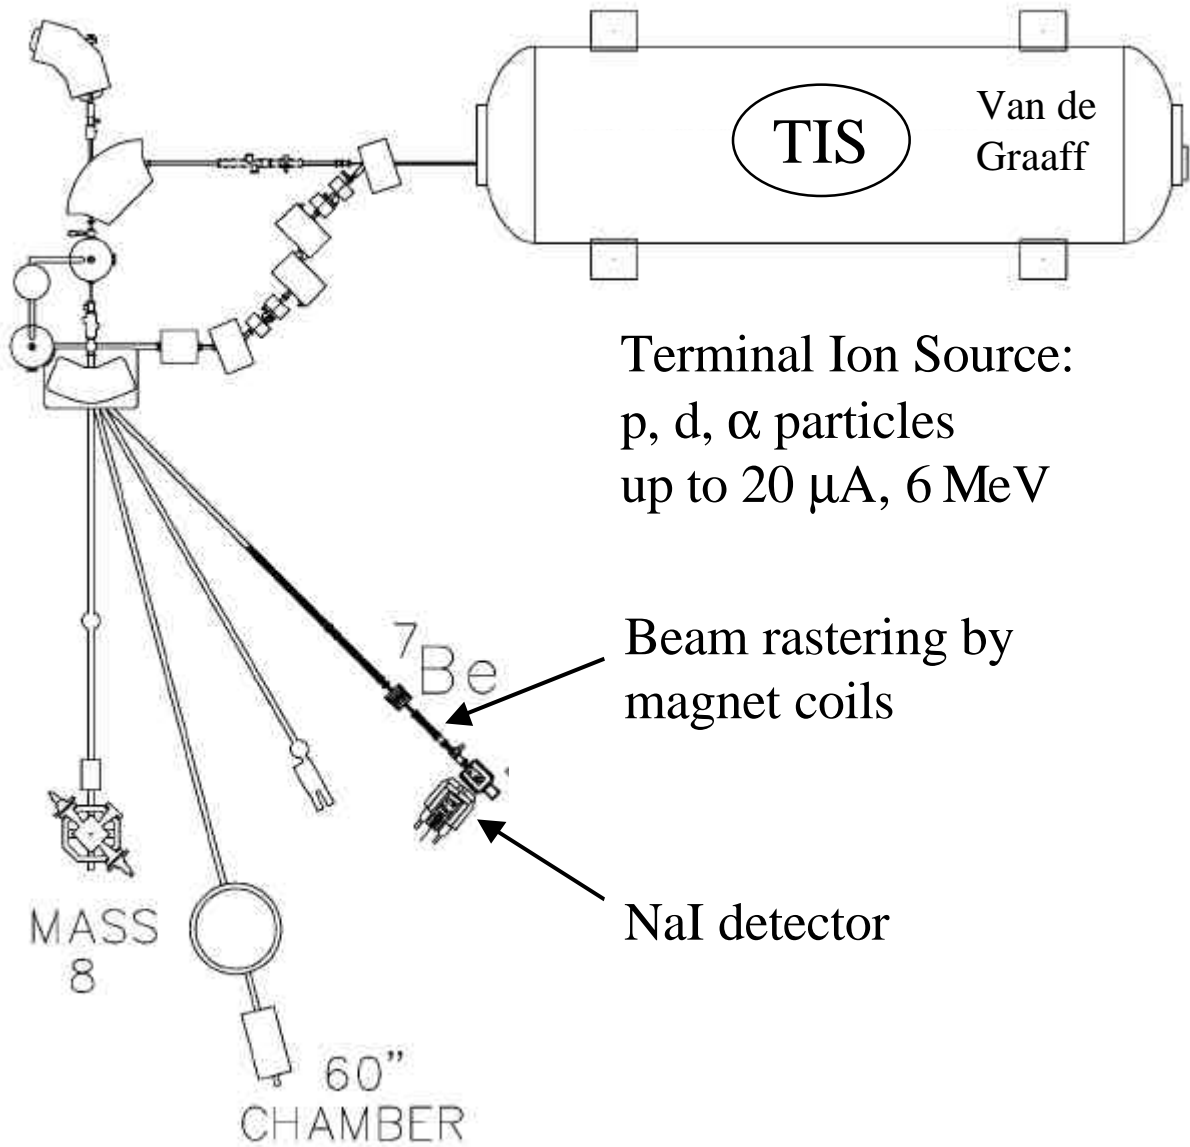 TIS
Van de
Graaff
Terminal Ion Source:
p, d, α particles
up to 20 μA, 6 MeV
⁷Be
Beam rastering by
magnet coils
NaI detector
MASS
8
60”
CHAMBER